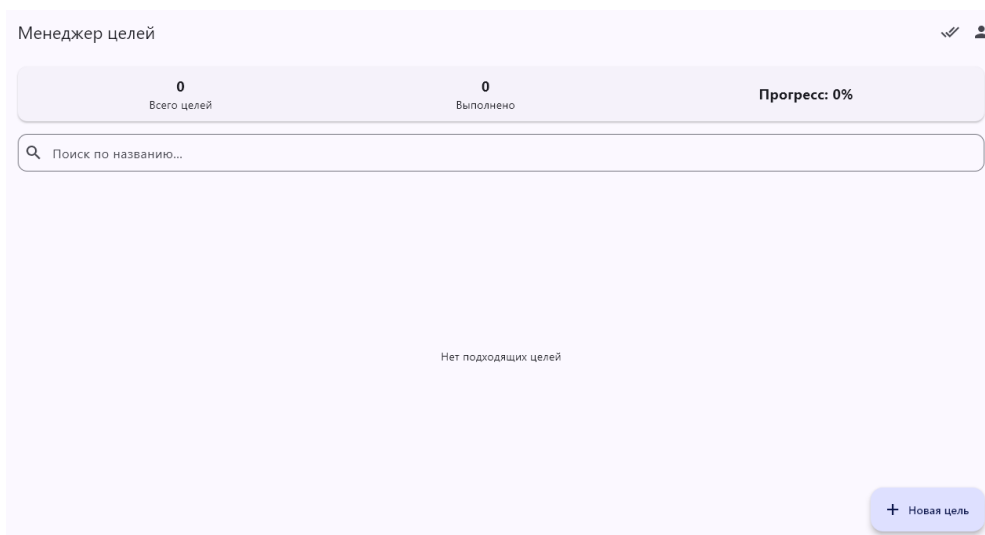 Менеджер целей
0
Всего целей
0
Выполнено
Прогресс: 0%
Поиск по названию...
Нет подходящих целей
Новая цель